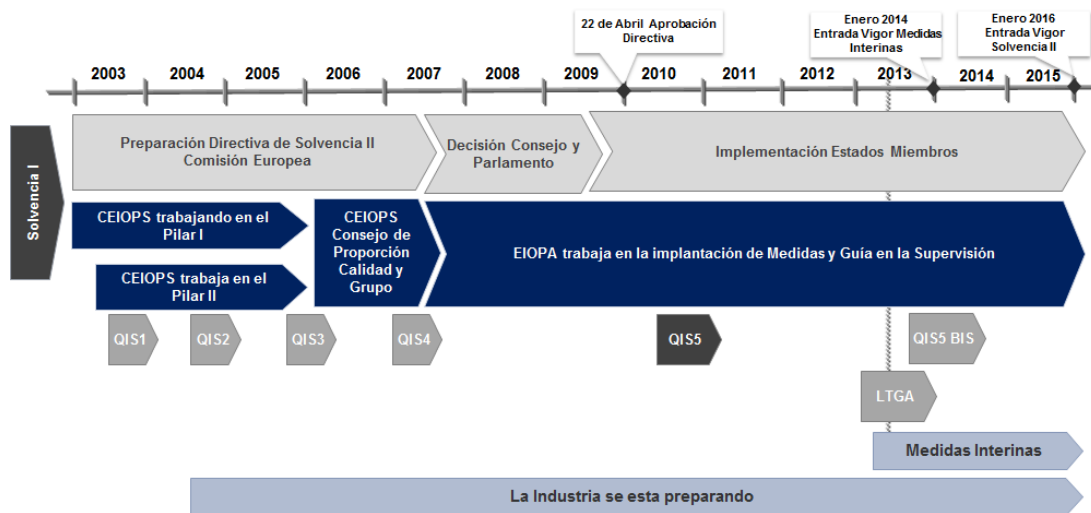 22 de Abril Aprobación
Directiva
Enero 2014
Entrada Vigor Medidas
Interinas
Enero 2016
Entrada Vigor
Solvencia II
2003 2004 2005 2006 2007 2008 2009 2010 2011 2012 2013 2014 2015
Solvencia I
Preparación Directiva de Solvencia II
Comisión Europea
Decisión Consejo y
Parlamento
Implementación Estados Miembros
CEIOPS trabajando en el
Pilar I
CEIOPS trabaja en el
Pilar II
CEIOPS
Consejo de
Proporción
Calidad y
Grupo
EIOPA trabaja en la implantación de Medidas y Guía en la Supervisión
QIS1 QIS2 QIS3 QIS4 QIS5 QIS5 BIS
LTGA
Medidas Interinas
La Industria se esta preparando